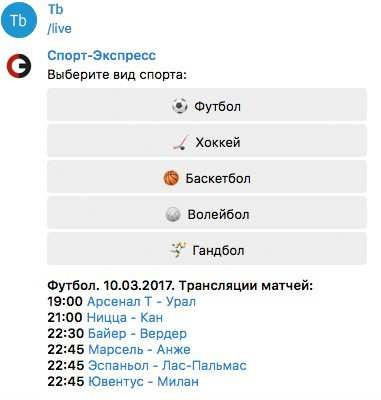 Tb
Tb
/live
Спорт-Экспресс
Выберите вид спорта:
Футбол
Хоккей
Баскетбол
Волейбол
Гандбол
Футбол. 10.03.2017. Трансляции матчей:
19:00 Арсенал Т - Урал
21:00 Ницца - Кан
22:30 Байер - Вердер
22:45 Марсель - Анже
22:45 Эспаньол - Лас-Пальмас
22:45 Ювентус - Милан